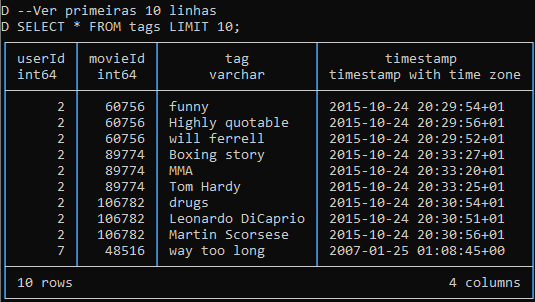 D --Ver primeiras 10 linhas
D SELECT * FROM tags LIMIT 10;
userId movieId tag timestamp
int64 int64 varchar timestamp with time zone
2 60756 funny 2015-10-24 20:29:54+01
2 60756 Highly quotable 2015-10-24 20:29:56+01
2 60756 will ferrell 2015-10-24 20:29:52+01
2 89774 Boxing story 2015-10-24 20:33:27+01
2 89774 MMA 2015-10-24 20:33:20+01
2 89774 Tom Hardy 2015-10-24 20:33:25+01
2 106782 drugs 2015-10-24 20:30:54+01
2 106782 Leonardo DiCaprio 2015-10-24 20:30:51+01
2 106782 Martin Scorsese 2015-10-24 20:30:56+01
7 48516 way too long 2007-01-25 01:08:45+00
10 rows 4 columns